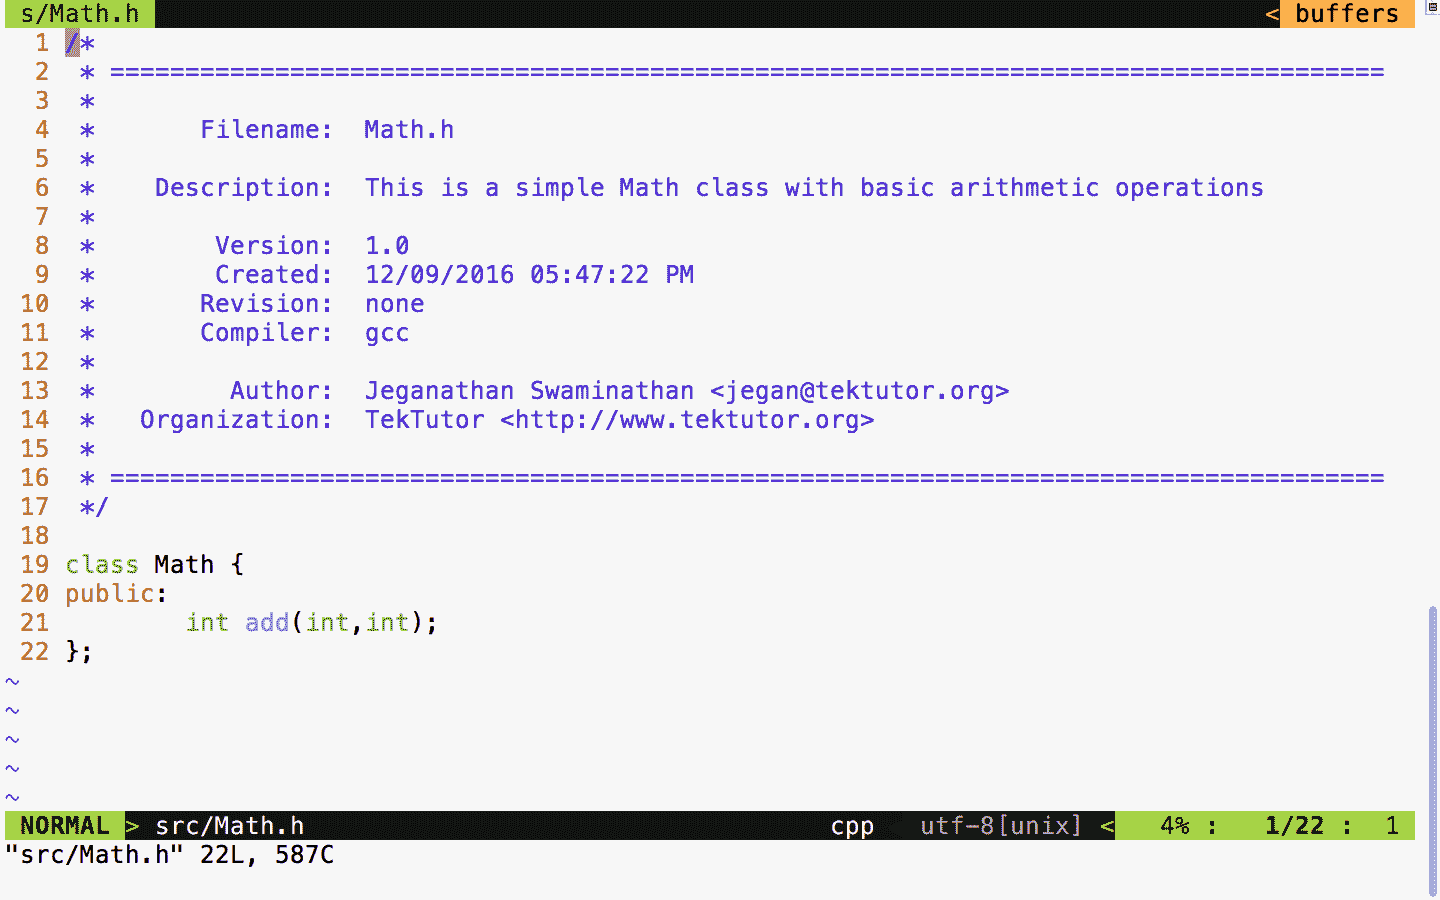 s/Math.h < buffers
1 /*
2  * =====================================================================================
3  *
4  *       Filename:  Math.h
5  *
6  *    Description:  This is a simple Math class with basic arithmetic operations
7  *
8  *        Version:  1.0
9  *        Created:  12/09/2016 05:47:22 PM
10  *       Revision:  none
11  *       Compiler:  gcc
12  *
13  *         Author:  Jeganathan Swaminathan <jegan@tektutor.org>
14  *   Organization:  TekTutor <http://www.tektutor.org>
15  *
16  * =====================================================================================
17  */
18
19 class Math {
20 public:
21         int add(int,int);
22 };
~
~
~
~
~
NORMAL > src/Math.h cpp utf-8[unix] < 4% : 1/22 : 1
"src/Math.h" 22L, 587C